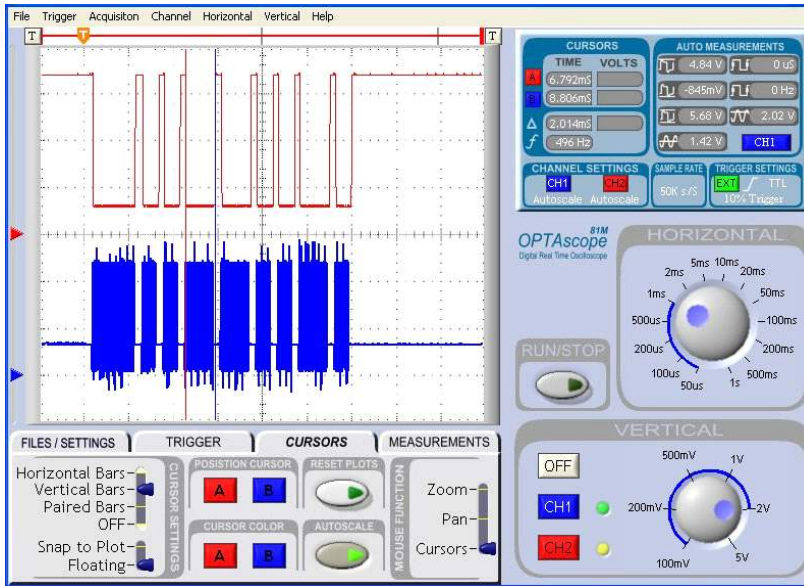 File Trigger Acquisiton Channel Horizontal Vertical Help
T T T
CURSORS
TIME VOLTS
A 6.792mS
B 8.806mS
Δ 2.014mS
f 496 Hz
AUTO MEASUREMENTS
4.84 V 0 uS
-845mV 0 Hz
5.68 V 2.02 V
1.42 V CH1
CHANNEL SETTINGS
CH1 CH2
Autoscale Autoscale
SAMPLE RATE
50K s/S
TRIGGER SETTINGS
EXT TTL
10% Trigger
OPTAscope 81M
Digital Real Time Oscilloscope
RUN/STOP
HORIZONTAL
5ms 10ms
2ms 20ms
1ms 50ms
500us 100ms
200us 200ms
100us 500ms
50us 1s
FILES / SETTINGS TRIGGER CURSORS MEASUREMENTS
Horizontal Bars
Vertical Bars
Paired Bars
OFF
Snap to Plot
Floating
CURSOR SETTINGS
POSISTION CURSOR
A B
CURSOR COLOR
A B
RESET PLOTS
AUTOSCALE
MOUSE FUNCTION
Zoom
Pan
Cursors
VERTICAL
OFF
CH1
CH2
500mV 1V
200mV 2V
100mV 5V